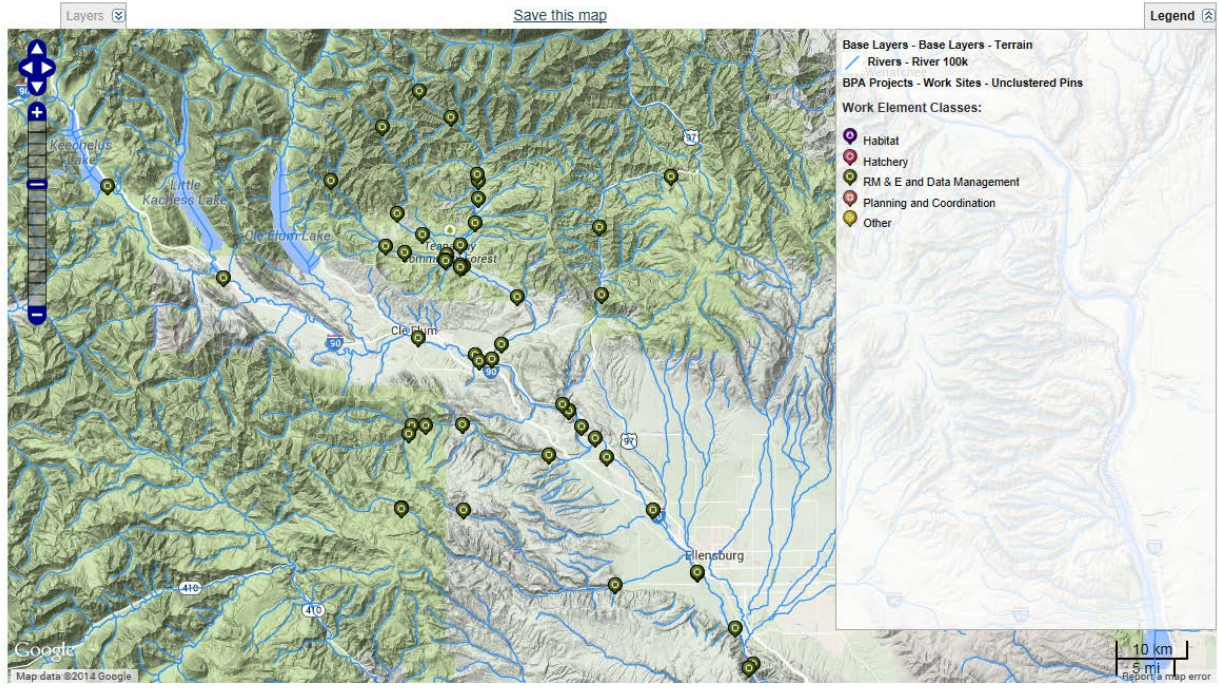 Layers
Save this map
Legend
Base Layers - Base Layers - Terrain
Rivers - River 100k
BPA Projects - Work Sites - Unclustered Pins
Work Element Classes:
Habitat
Hatchery
RM & E and Data Management
Planning and Coordination
Other
Wenatchee
90
97
Keechelus
Lake
Little
Kachess Lake
Cle Elum Lake
Cle Elum
90
90
97
Ellensburg
410
410
Google
Map data ©2014 Google
10 km
5 mi
Report a map error